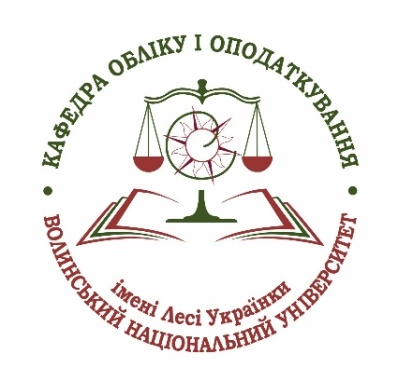 КАФЕДРА ОБЛІКУ І ОПОДАТКУВАННЯ
імені Лесі Українки
ВОЛИНСЬКИЙ НАЦІОНАЛЬНИЙ УНІВЕРСИТЕТ